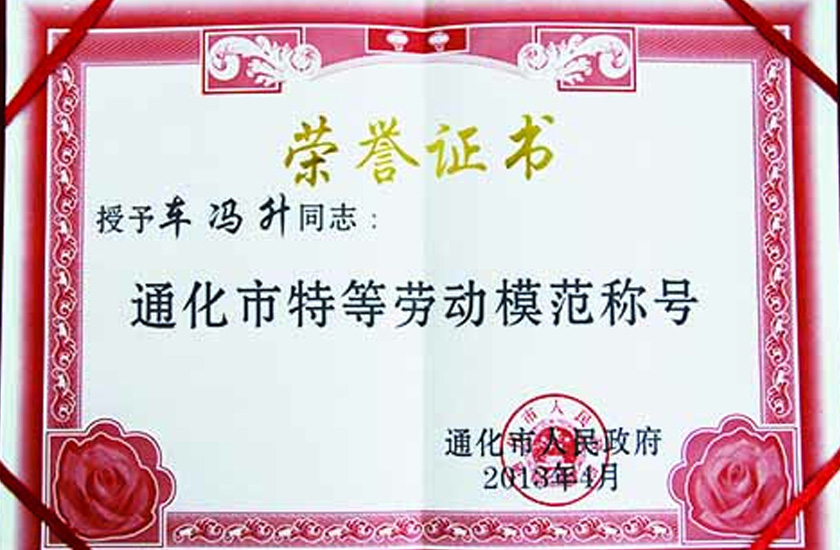 荣誉证书
授予车冯升同志：
通化市特等劳动模范称号
通化市人民政府
2013年4月